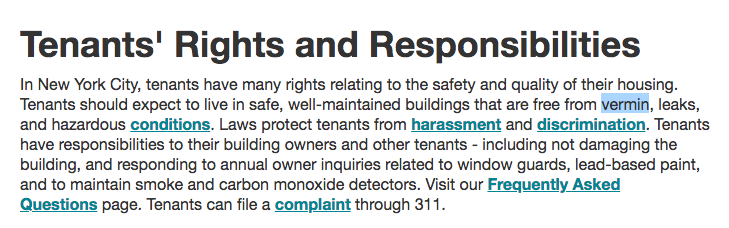 Tenants' Rights and Responsibilities
In New York City, tenants have many rights relating to the safety and quality of their housing.
Tenants should expect to live in safe, well-maintained buildings that are free from vermin, leaks,
and hazardous conditions. Laws protect tenants from harassment and discrimination. Tenants
have responsibilities to their building owners and other tenants - including not damaging the
building, and responding to annual owner inquiries related to window guards, lead-based paint,
and to maintain smoke and carbon monoxide detectors. Visit our Frequently Asked
Questions page. Tenants can file a complaint through 311.